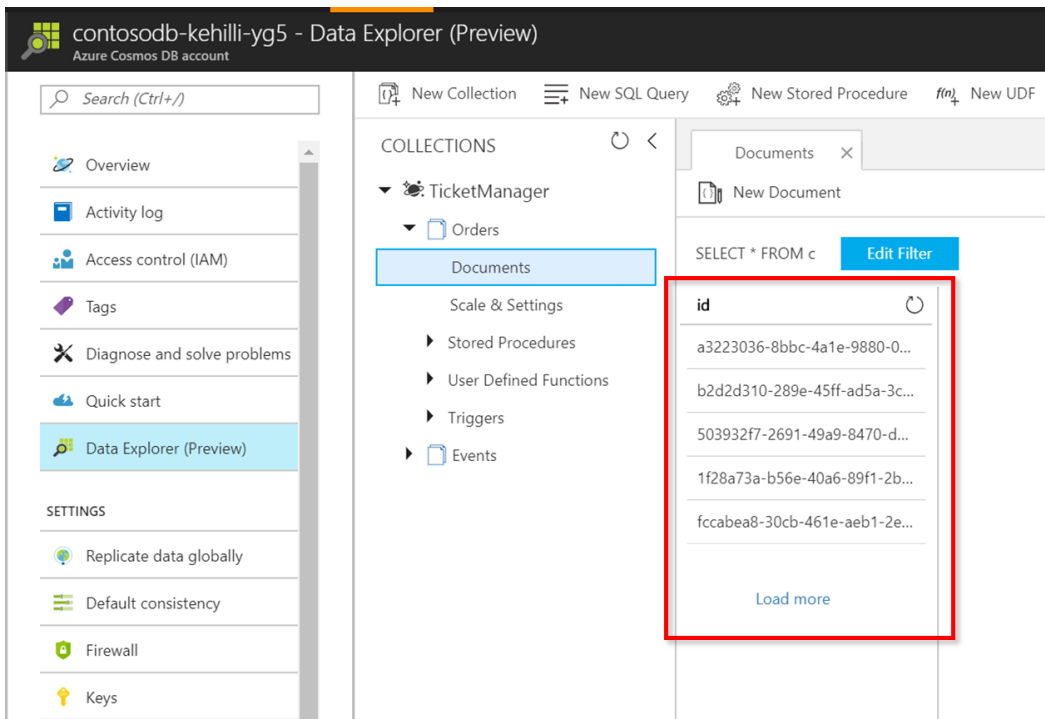 contosodb-kehilli-yg5 - Data Explorer (Preview)
Azure Cosmos DB account
Search (Ctrl+/)
Overview
Activity log
Access control (IAM)
Tags
Diagnose and solve problems
Quick start
Data Explorer (Preview)
SETTINGS
Replicate data globally
Default consistency
Firewall
Keys
New Collection
New SQL Query
New Stored Procedure
f(n) New UDF
COLLECTIONS
TicketManager
Orders
Documents
Scale & Settings
Stored Procedures
User Defined Functions
Triggers
Events
Documents
New Document
SELECT * FROM c
Edit Filter
id
a3223036-8bbc-4a1e-9880-0...
b2d2d310-289e-45ff-ad5a-3c...
503932f7-2691-49a9-8470-d...
1f28a73a-b56e-40a6-89f1-2b...
fccabea8-30cb-461e-aeb1-2e...
Load more